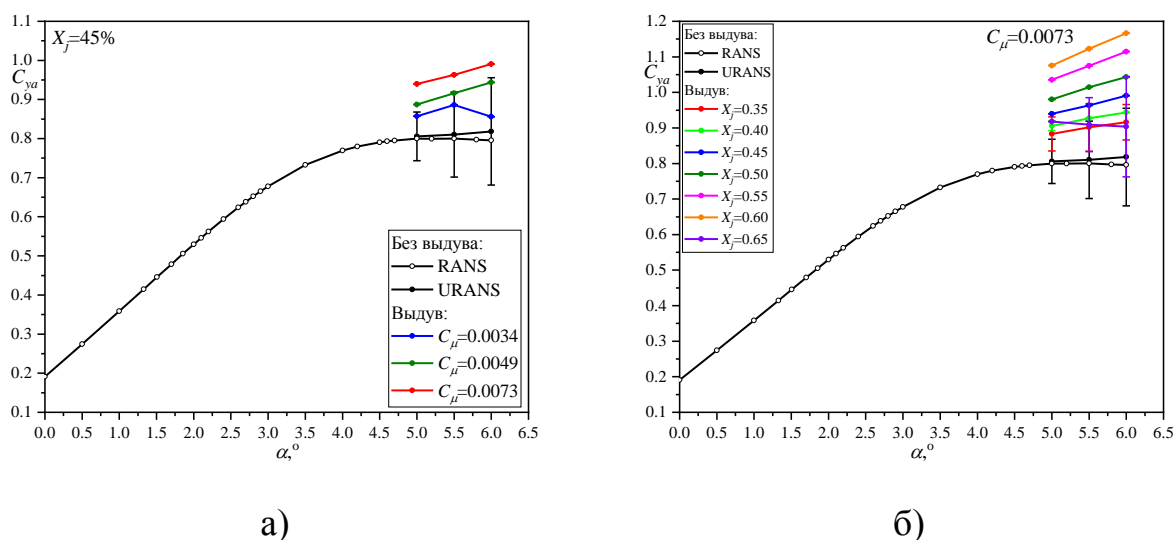 X_j=45%
C_ya
1.1
1.0
0.9
0.8
0.7
0.6
0.5
0.4
0.3
0.2
0.1
Без выдува:
RANS
URANS
Выдув:
C_μ=0.0034
C_μ=0.0049
C_μ=0.0073
0.0 0.5 1.0 1.5 2.0 2.5 3.0 3.5 4.0 4.5 5.0 5.5 6.0 6.5
α,°
а)
C_μ=0.0073
C_ya
1.2
1.1
1.0
0.9
0.8
0.7
0.6
0.5
0.4
0.3
0.2
0.1
Без выдува:
RANS
URANS
Выдув:
X_j=0.35
X_j=0.40
X_j=0.45
X_j=0.50
X_j=0.55
X_j=0.60
X_j=0.65
0.0 0.5 1.0 1.5 2.0 2.5 3.0 3.5 4.0 4.5 5.0 5.5 6.0 6.5
α,°
б)